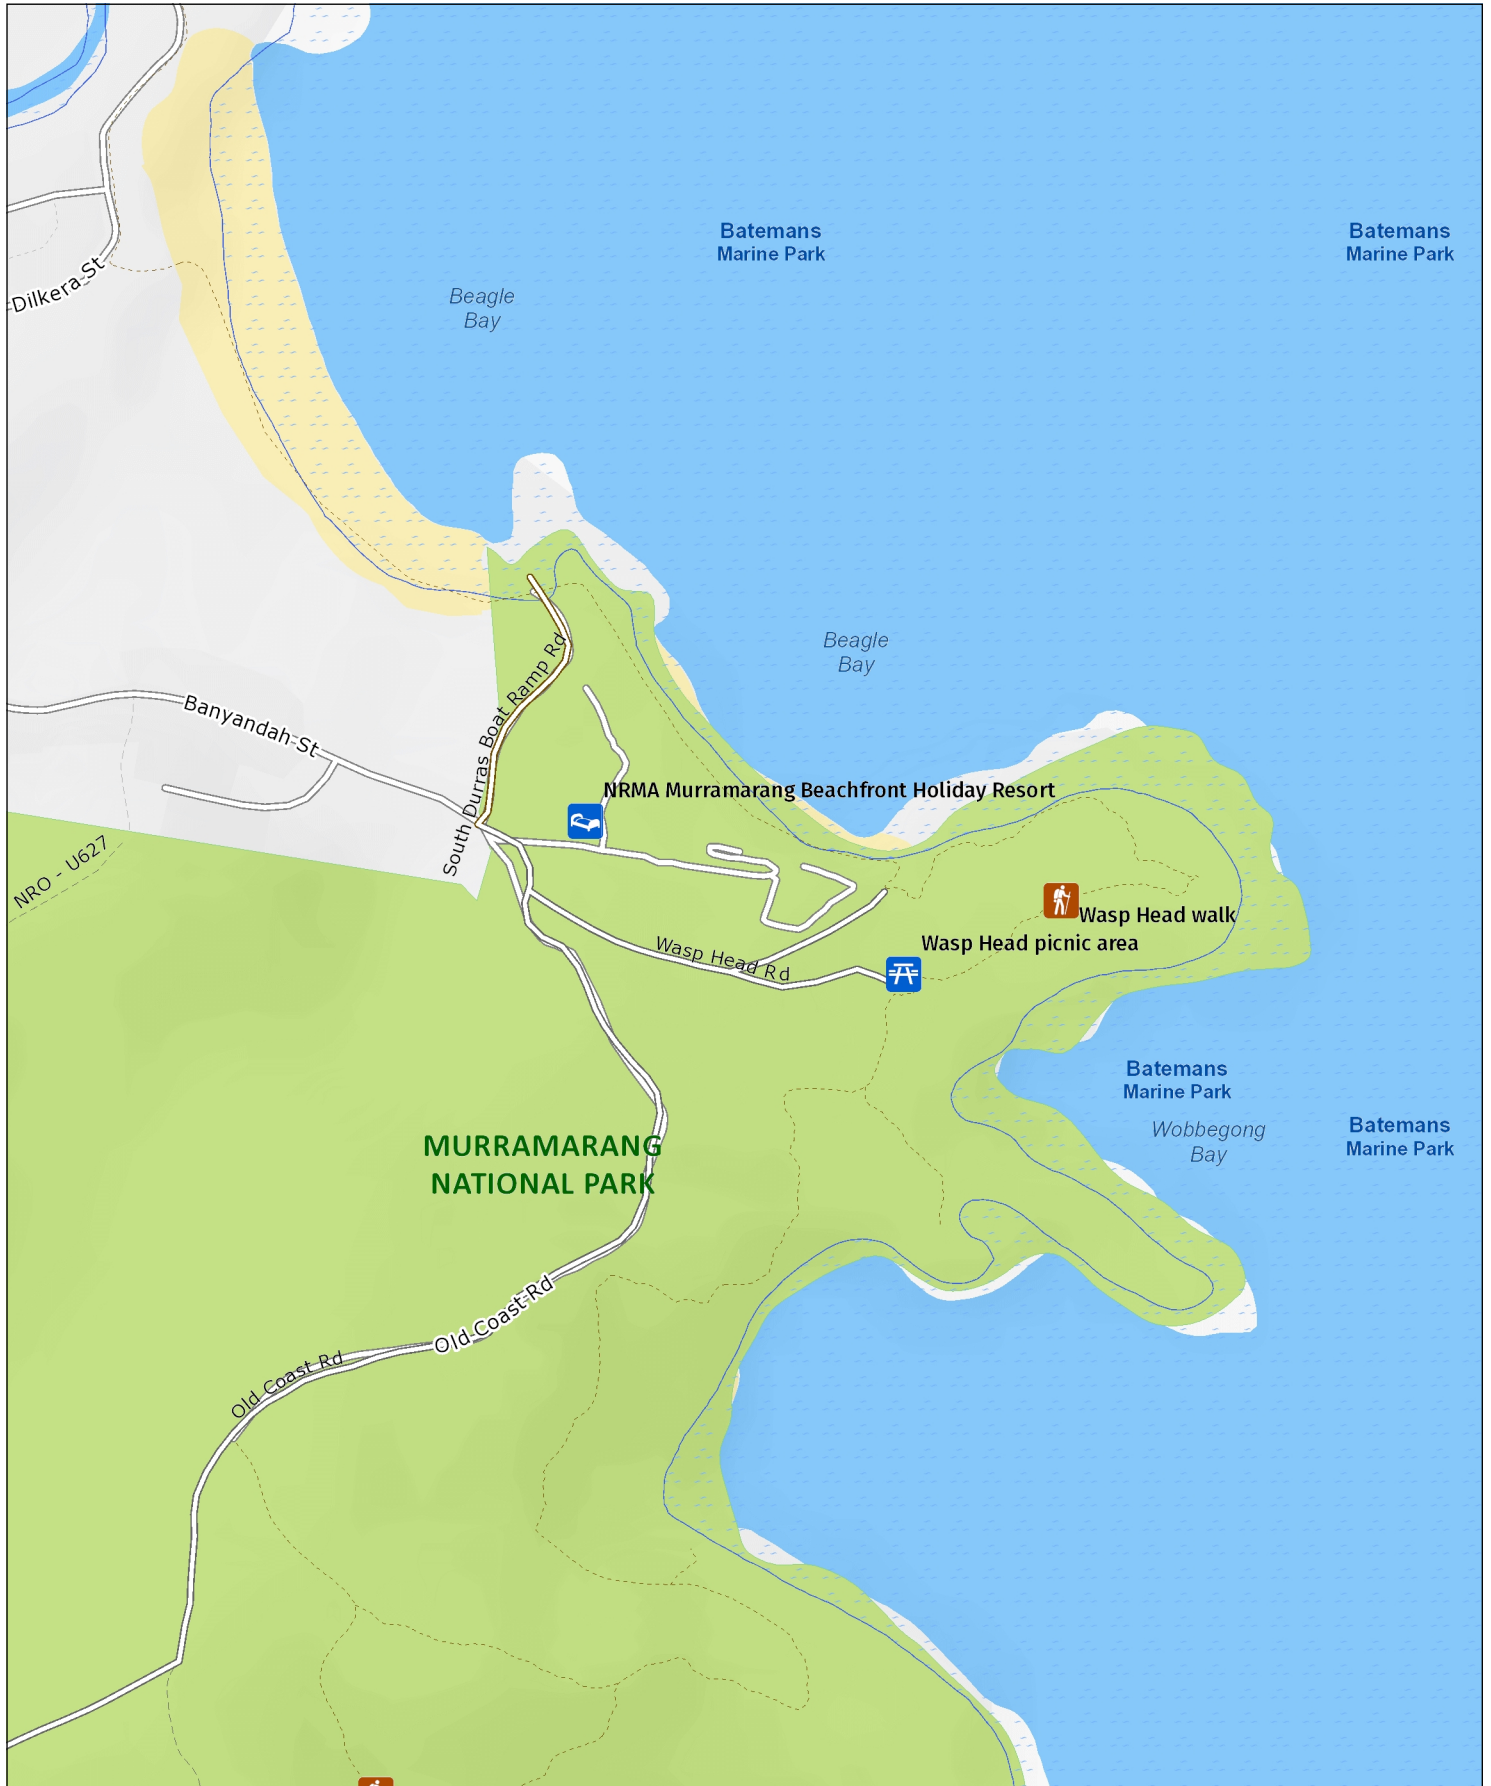 Batemans
Marine Park
Batemans
Marine Park
Dilkera St
Beagle
Bay
South Durras Boat Ramp Rd
Beagle
Bay
Banyandah St
NRMA Murramarang Beachfront Holiday Resort
NRO - U627
Wasp Head walk
Wasp Head picnic area
Wasp Head Rd
Batemans
Marine Park
Wobbegong
Bay
Batemans
Marine Park
MURRAMARANG
NATIONAL PARK
Old Coast Rd
Old Coast Rd